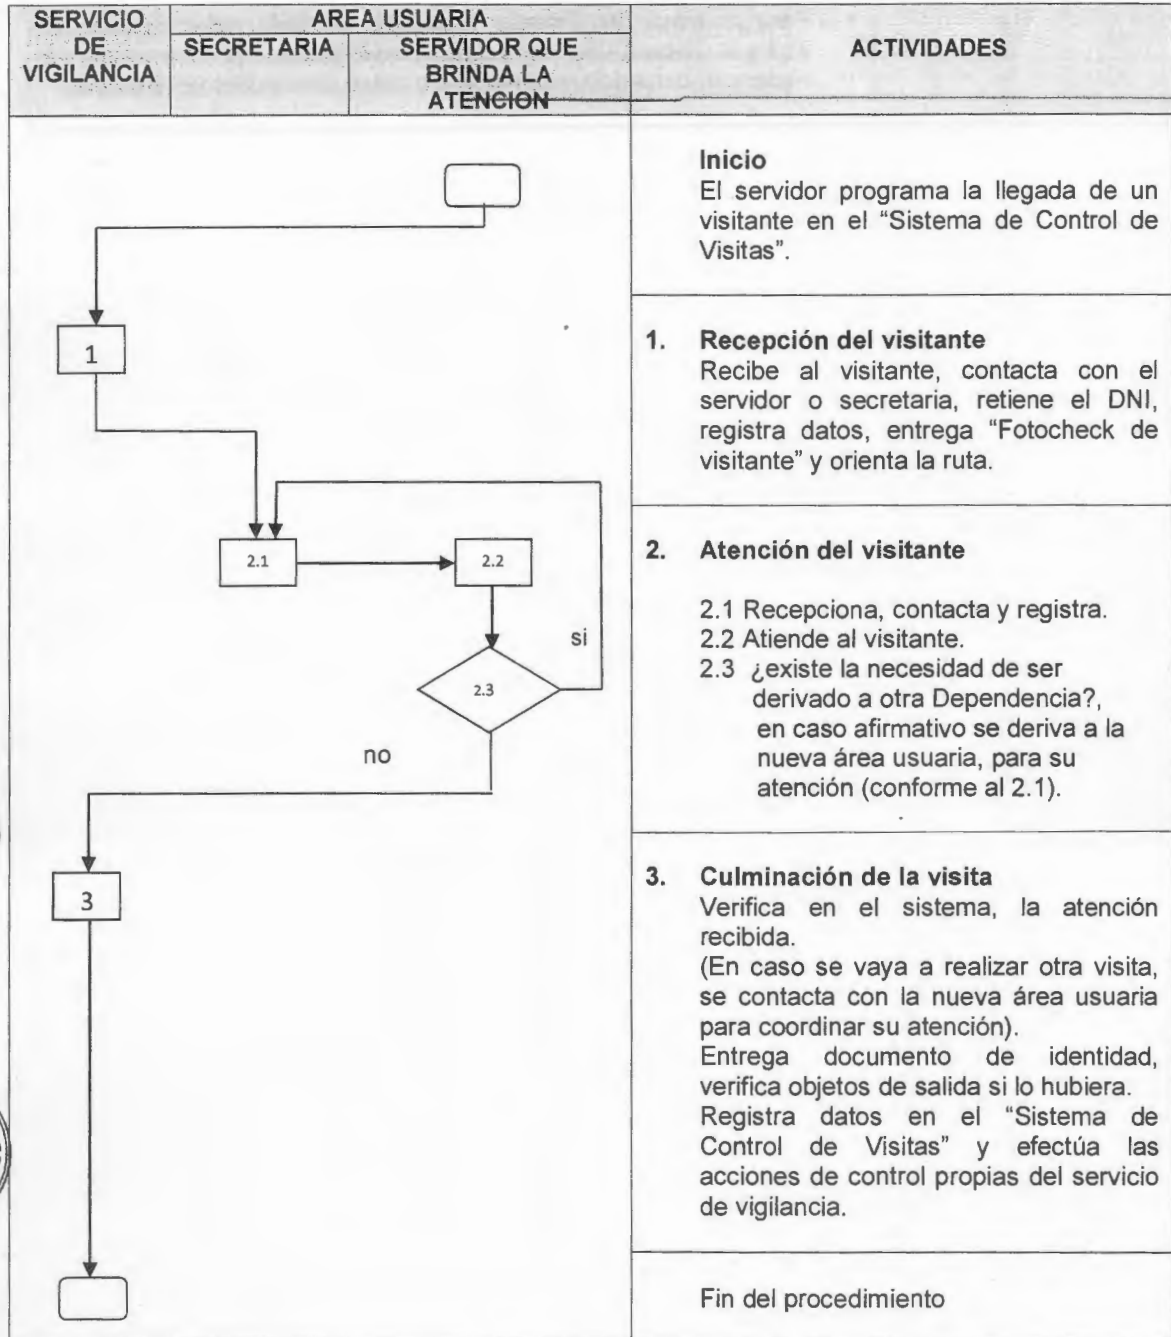 SERVICIO
DE
VIGILANCIA
AREA USUARIA
SECRETARIA
SERVIDOR QUE
BRINDA LA
ATENCION
ACTIVIDADES
Inicio
El servidor programa la llegada de un
visitante en el “Sistema de Control de
Visitas”.
1
1. Recepción del visitante
Recibe al visitante, contacta con el
servidor o secretaria, retiene el DNI,
registra datos, entrega “Fotocheck de
visitante” y orienta la ruta.
2.1
2.2
si
2.3
no
2. Atención del visitante
2.1 Recepciona, contacta y registra.
2.2 Atiende al visitante.
2.3 ¿existe la necesidad de ser
derivado a otra Dependencia?,
en caso afirmativo se deriva a la
nueva área usuaria, para su
atención (conforme al 2.1).
3
3. Culminación de la visita
Verifica en el sistema, la atención
recibida.
(En caso se vaya a realizar otra visita,
se contacta con la nueva área usuaria
para coordinar su atención).
Entrega documento de identidad,
verifica objetos de salida si lo hubiera.
Registra datos en el “Sistema de
Control de Visitas” y efectúa las
acciones de control propias del servicio
de vigilancia.
Fin del procedimiento